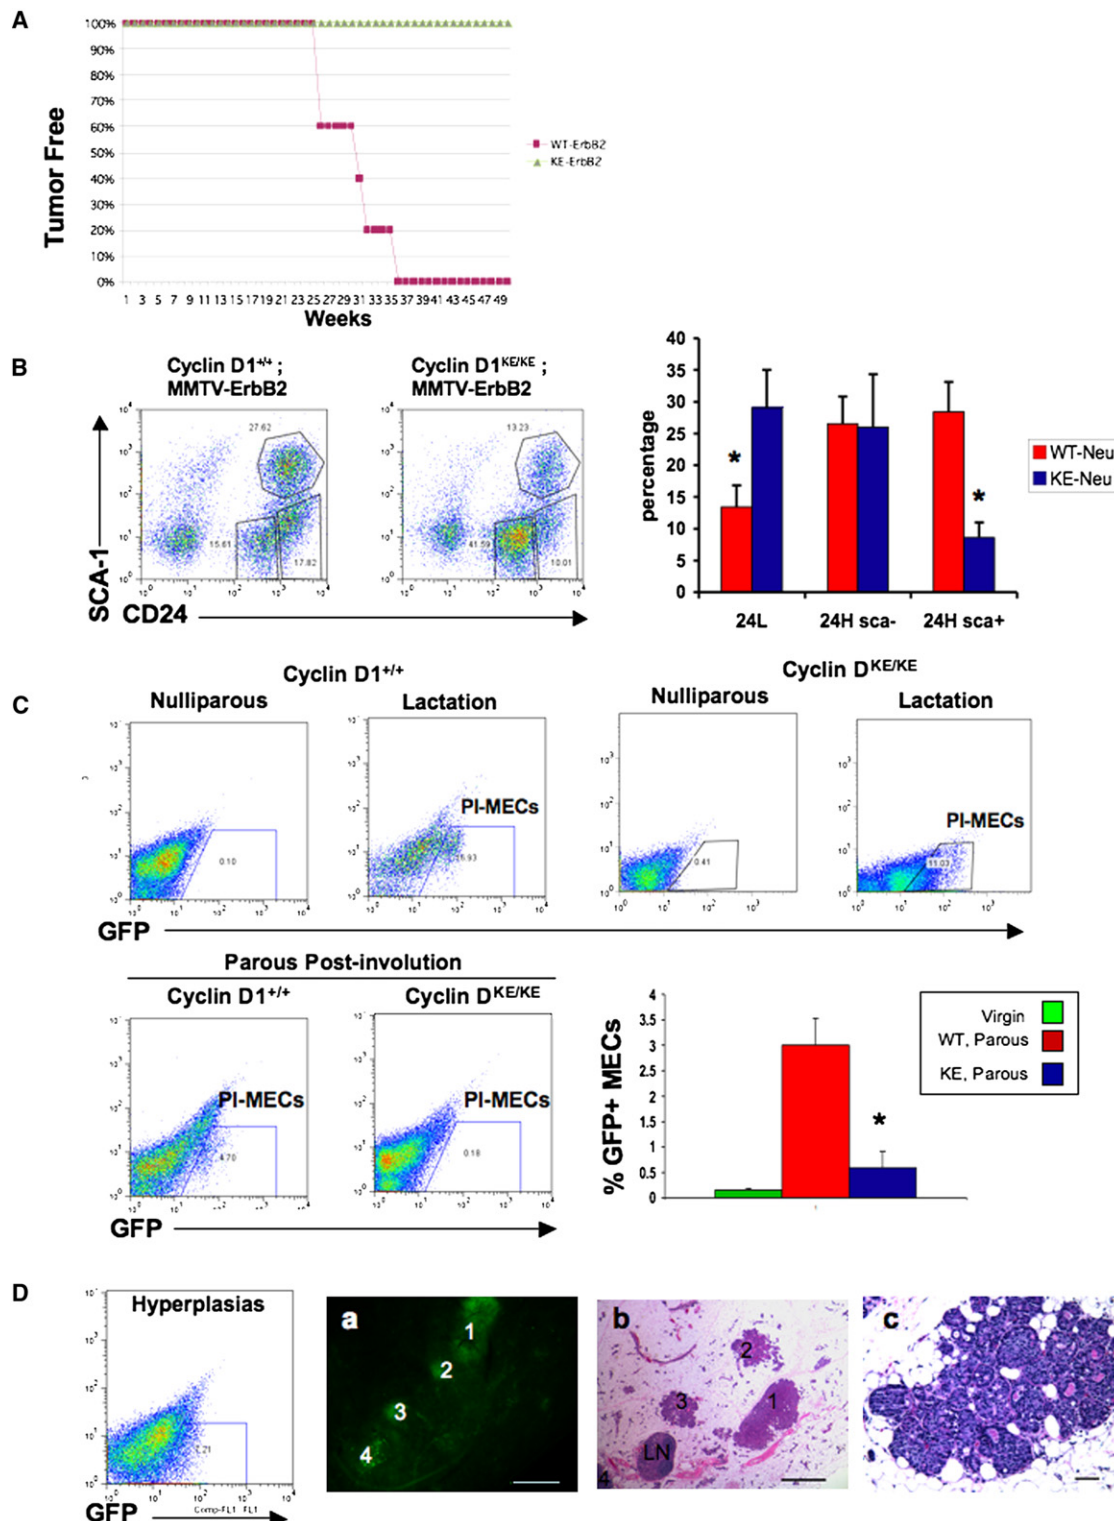 A
100%
90%
80%
70%
60%
50%
40%
30%
20%
10%
0%
Tumor Free
1 3 5 7 9 11 13 15 17 19 21 23 25 27 29 31 33 35 37 39 41 43 45 47 49
Weeks
WT-ErbB2
KE-ErbB2
B
Cyclin D1+/+ ;
MMTV-ErbB2
Cyclin D1KE/KE ;
MMTV-ErbB2
27.62
15.61
17.82
13.23
41.59
10.01
SCA-1
CD24
percentage
40
35
30
25
20
15
10
5
0
*
*
24L
24H sca-
24H sca+
WT-Neu
KE-Neu
C
Cyclin D1+/+
Cyclin DKE/KE
Nulliparous
Lactation
Nulliparous
Lactation
PI-MECs
PI-MECs
0.10
0.41
11.03
GFP
Parous Post-involution
Cyclin D1+/+
Cyclin DKE/KE
PI-MECs
PI-MECs
4.70
0.18
GFP
% GFP+ MECs
4
3.5
3
2.5
2
1.5
1
0.5
0
*
1
Virgin
WT, Parous
KE, Parous
D
Hyperplasias
Comp-FL1 FL1
GFP
a
1
2
3
4
b
2
3
1
LN
4
c